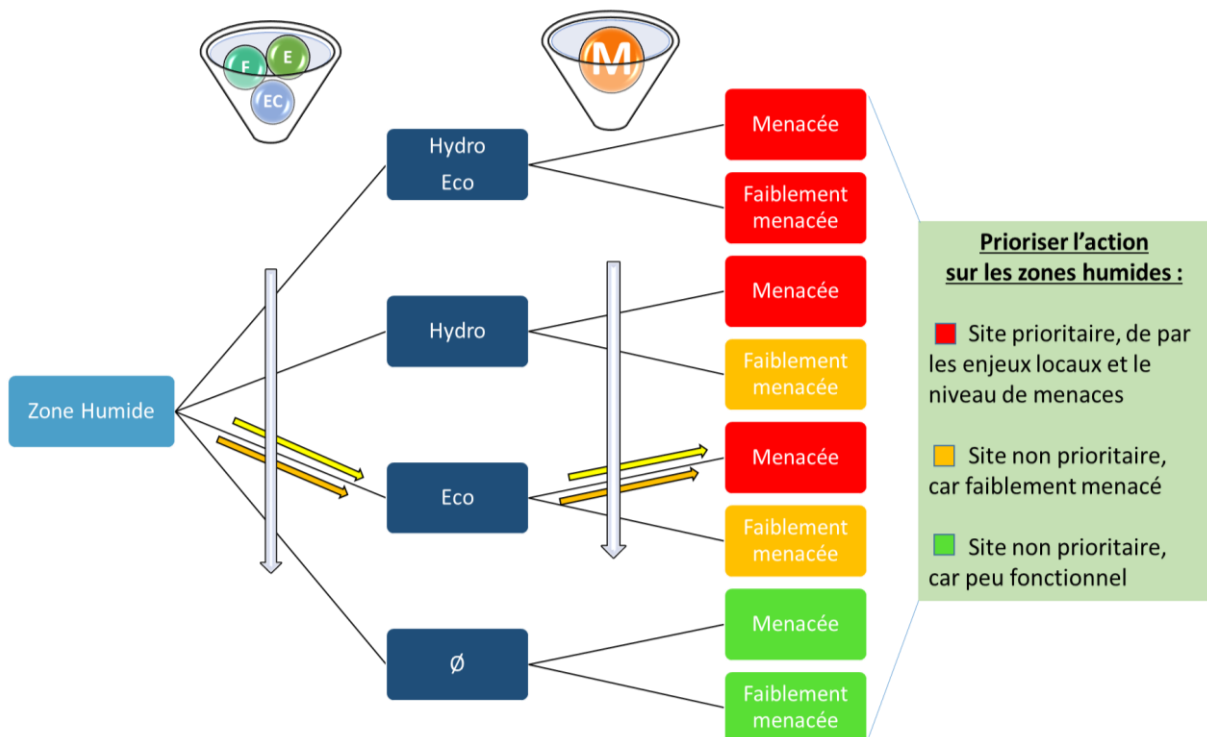 F
E
EC
M
Zone Humide
Hydro
Eco
Hydro
Eco
Ø
Menacée
Faiblement
menacée
Menacée
Faiblement
menacée
Menacée
Faiblement
menacée
Menacée
Faiblement
menacée
Prioriser l’action
sur les zones humides :
Site prioritaire, de par
les enjeux locaux et le
niveau de menaces
Site non prioritaire,
car faiblement menacé
Site non prioritaire,
car peu fonctionnel